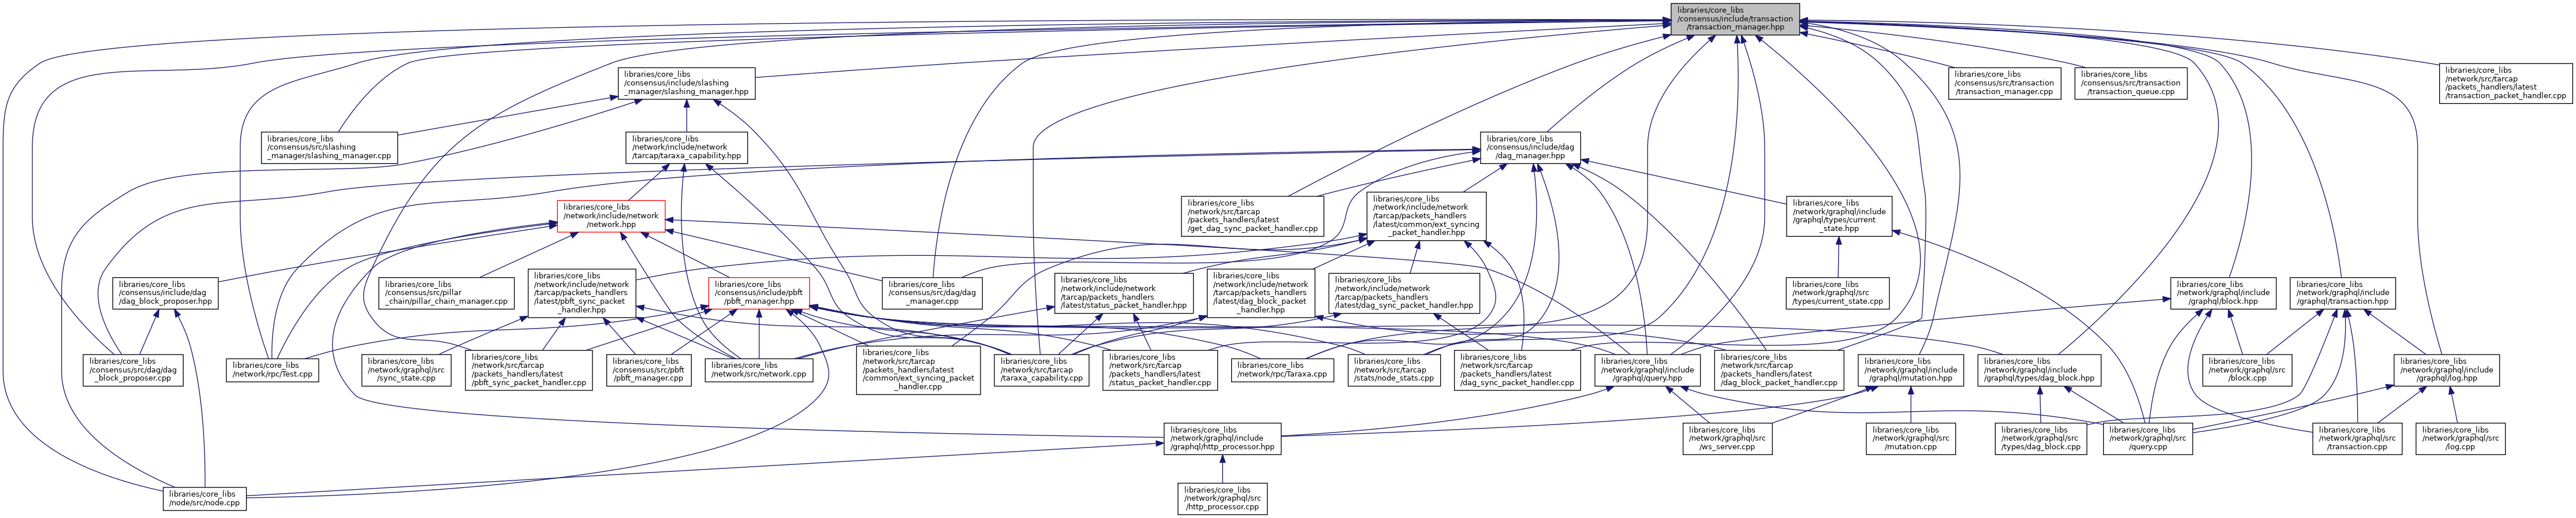 libraries/core_libs
/consensus/include/transaction
/transaction_manager.hpp
libraries/core_libs
/consensus/include/slashing
_manager/slashing_manager.hpp
libraries/core_libs
/consensus/src/transaction
/transaction_manager.cpp
libraries/core_libs
/consensus/src/transaction
/transaction_queue.cpp
libraries/core_libs
/network/src/tarcap
/packets_handlers/latest
/transaction_packet_handler.cpp
libraries/core_libs
/consensus/src/slashing
_manager/slashing_manager.cpp
libraries/core_libs
/network/include/network
/tarcap/taraxa_capability.hpp
libraries/core_libs
/consensus/include/dag
/dag_manager.hpp
libraries/core_libs
/network/include/network
/network.hpp
libraries/core_libs
/network/src/tarcap
/packets_handlers/latest
/get_dag_sync_packet_handler.cpp
libraries/core_libs
/network/include/network
/tarcap/packets_handlers
/latest/common/ext_syncing
_packet_handler.hpp
libraries/core_libs
/network/graphql/include
/graphql/types/current
_state.hpp
libraries/core_libs
/consensus/include/dag
/dag_block_proposer.hpp
libraries/core_libs
/consensus/src/pillar
_chain/pillar_chain_manager.cpp
libraries/core_libs
/network/include/network
/tarcap/packets_handlers
/latest/pbft_sync_packet
_handler.hpp
libraries/core_libs
/consensus/include/pbft
/pbft_manager.hpp
libraries/core_libs
/consensus/src/dag/dag
_manager.cpp
libraries/core_libs
/network/include/network
/tarcap/packets_handlers
/latest/status_packet_handler.hpp
libraries/core_libs
/network/include/network
/tarcap/packets_handlers
/latest/dag_block_packet
_handler.hpp
libraries/core_libs
/network/include/network
/tarcap/packets_handlers
/latest/dag_sync_packet_handler.hpp
libraries/core_libs
/network/graphql/src
/types/current_state.cpp
libraries/core_libs
/network/graphql/include
/graphql/block.hpp
libraries/core_libs
/network/graphql/include
/graphql/transaction.hpp
libraries/core_libs
/consensus/src/dag/dag
_block_proposer.cpp
libraries/core_libs
/network/rpc/Test.cpp
libraries/core_libs
/network/graphql/src
/sync_state.cpp
libraries/core_libs
/network/src/tarcap
/packets_handlers/latest
/pbft_sync_packet_handler.cpp
libraries/core_libs
/consensus/src/pbft
/pbft_manager.cpp
libraries/core_libs
/network/src/network.cpp
libraries/core_libs
/network/src/tarcap
/packets_handlers/latest
/common/ext_syncing_packet
_handler.cpp
libraries/core_libs
/network/src/tarcap
/taraxa_capability.cpp
libraries/core_libs
/network/src/tarcap
/packets_handlers/latest
/status_packet_handler.cpp
libraries/core_libs
/network/rpc/Taraxa.cpp
libraries/core_libs
/network/src/tarcap
/stats/node_stats.cpp
libraries/core_libs
/network/src/tarcap
/packets_handlers/latest
/dag_sync_packet_handler.cpp
libraries/core_libs
/network/graphql/include
/graphql/query.hpp
libraries/core_libs
/network/src/tarcap
/packets_handlers/latest
/dag_block_packet_handler.cpp
libraries/core_libs
/network/graphql/include
/graphql/mutation.hpp
libraries/core_libs
/network/graphql/include
/graphql/types/dag_block.hpp
libraries/core_libs
/network/graphql/src
/block.cpp
libraries/core_libs
/network/graphql/include
/graphql/log.hpp
libraries/core_libs
/network/graphql/include
/graphql/http_processor.hpp
libraries/core_libs
/network/graphql/src
/ws_server.cpp
libraries/core_libs
/network/graphql/src
/mutation.cpp
libraries/core_libs
/network/graphql/src
/types/dag_block.cpp
libraries/core_libs
/network/graphql/src
/query.cpp
libraries/core_libs
/network/graphql/src
/transaction.cpp
libraries/core_libs
/network/graphql/src
/log.cpp
libraries/core_libs
/node/src/node.cpp
libraries/core_libs
/network/graphql/src
/http_processor.cpp